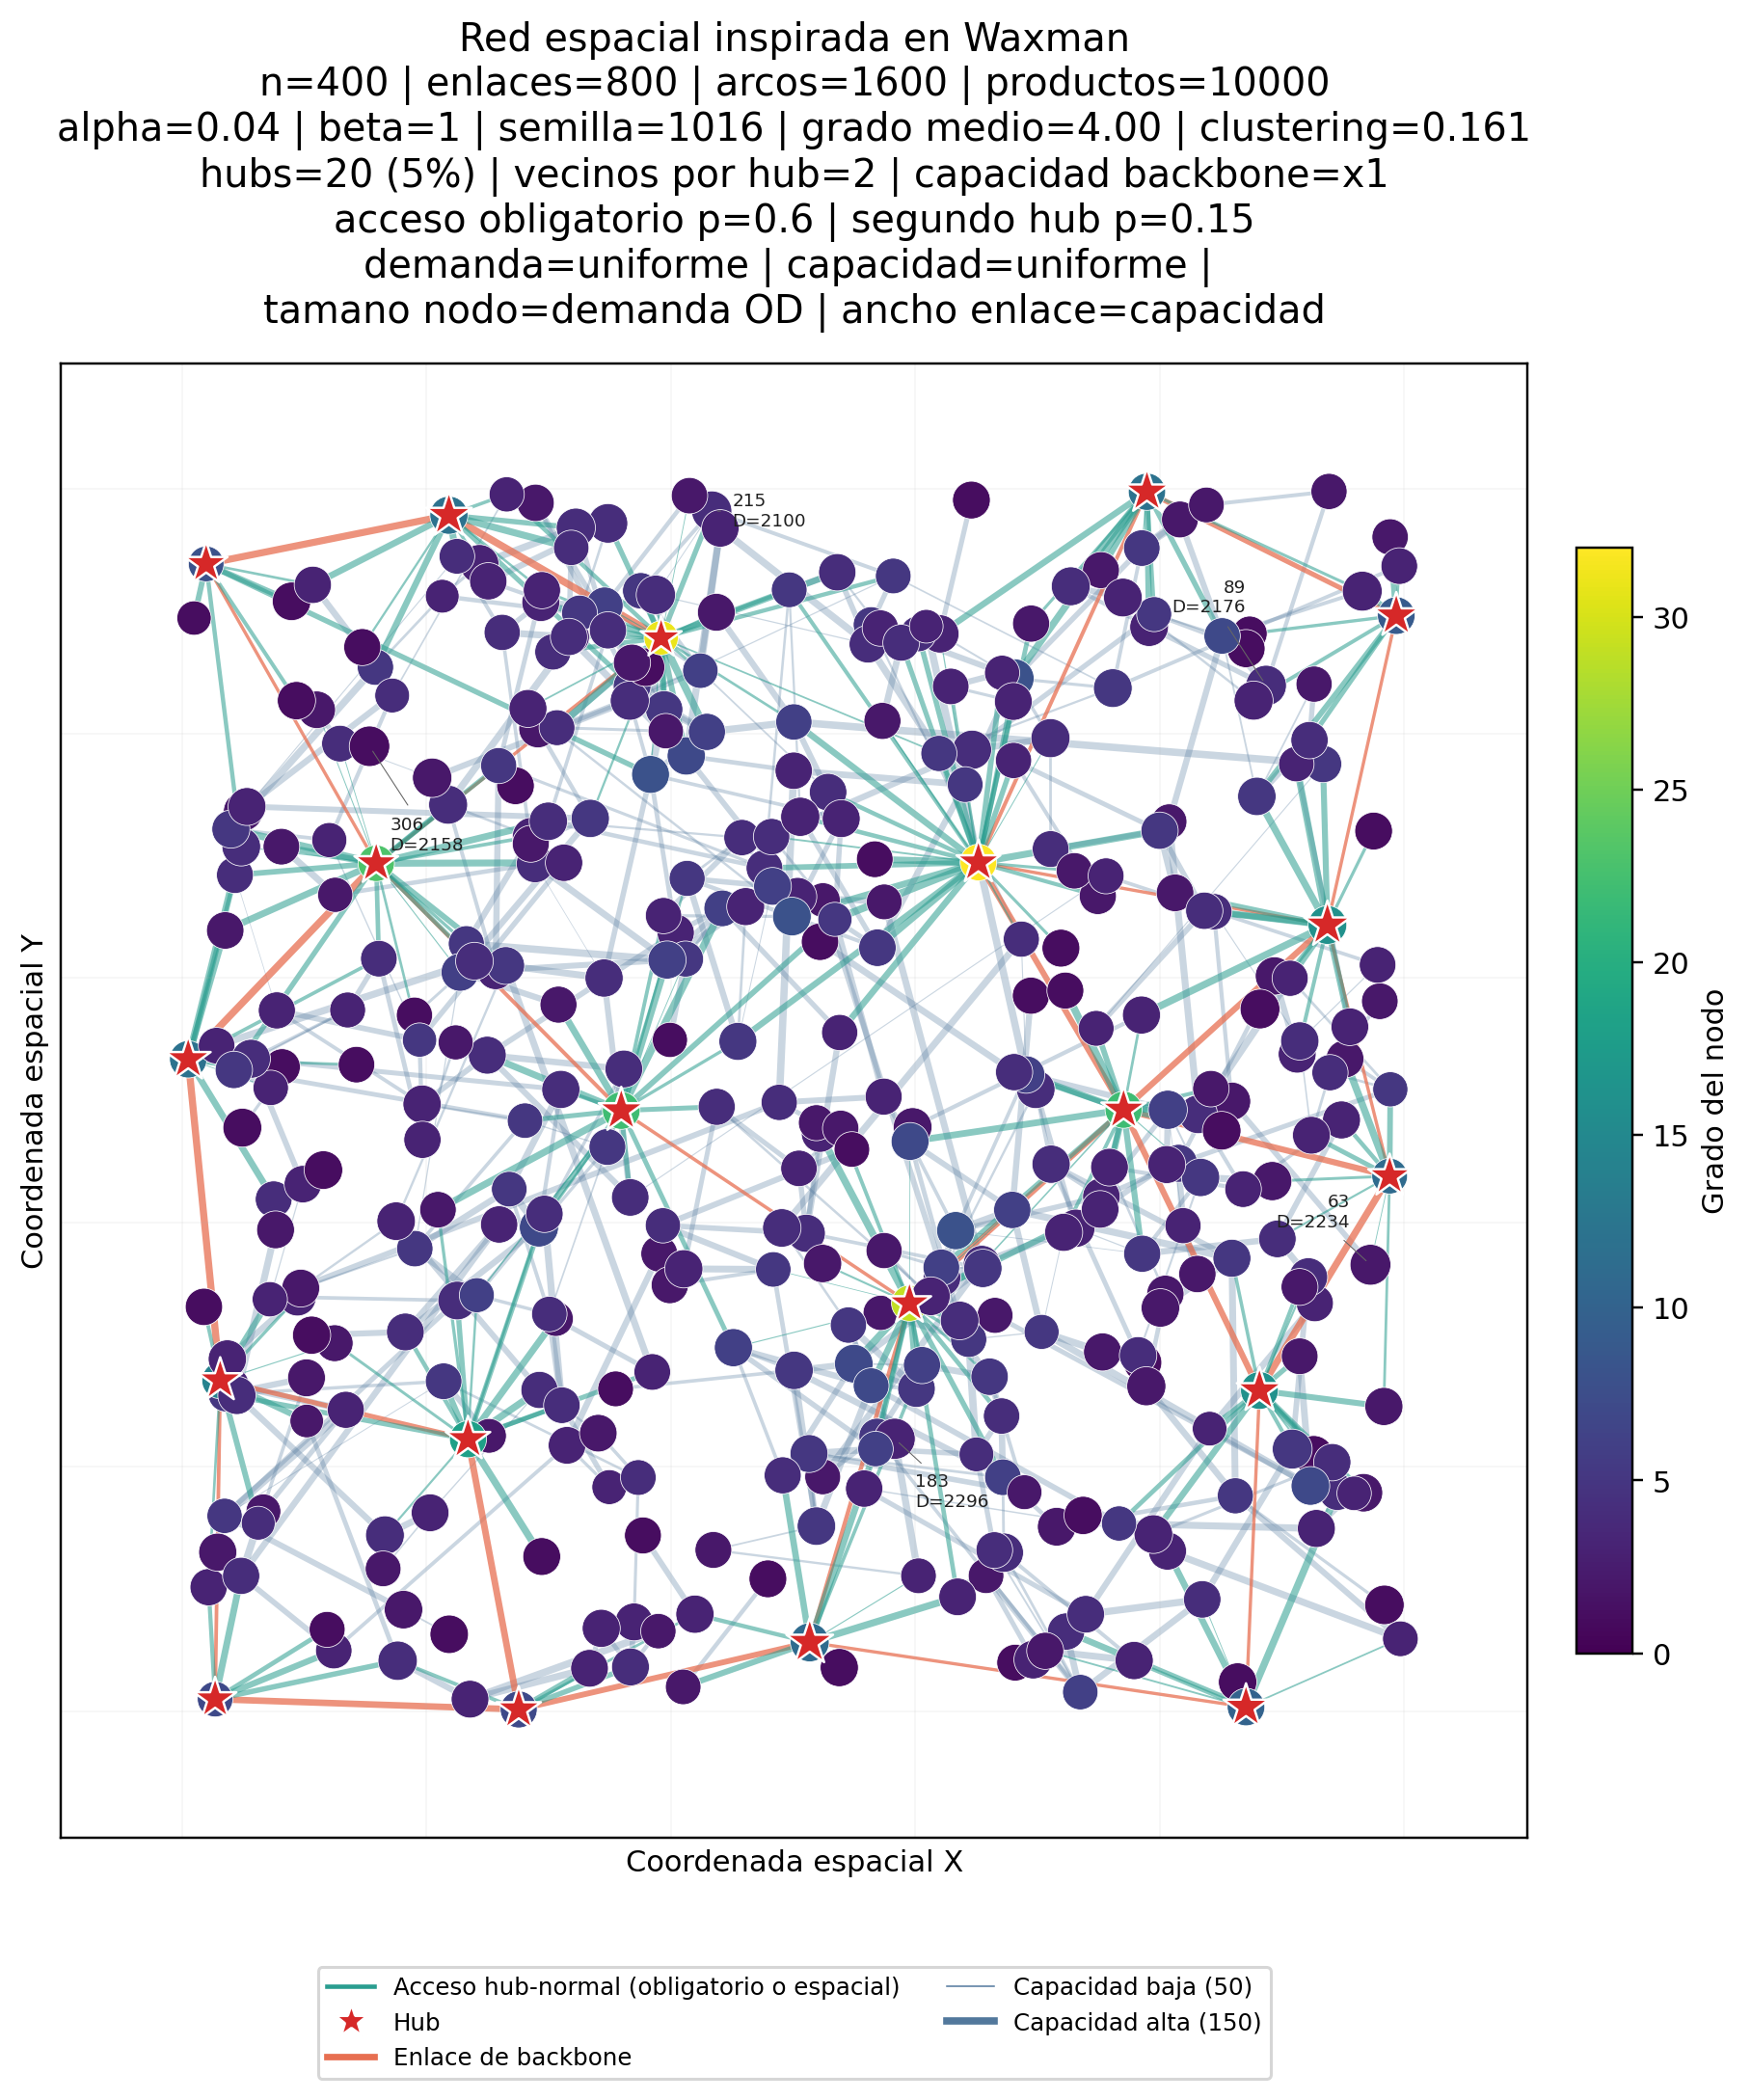 Red espacial inspirada en Waxman
n=400 | enlaces=800 | arcos=1600 | productos=10000
alpha=0.04 | beta=1 | semilla=1016 | grado medio=4.00 | clustering=0.161
hubs=20 (5%) | vecinos por hub=2 | capacidad backbone=x1
acceso obligatorio p=0.6 | segundo hub p=0.15
demanda=uniforme | capacidad=uniforme |
tamano nodo=demanda OD | ancho enlace=capacidad
215
D=2100
89
D=2176
306
D=2158
63
D=2234
183
D=2296
Coordenada espacial Y
Coordenada espacial X
30
25
20
15
10
5
0
Grado del nodo
Acceso hub-normal (obligatorio o espacial)
Hub
Enlace de backbone
Capacidad baja (50)
Capacidad alta (150)